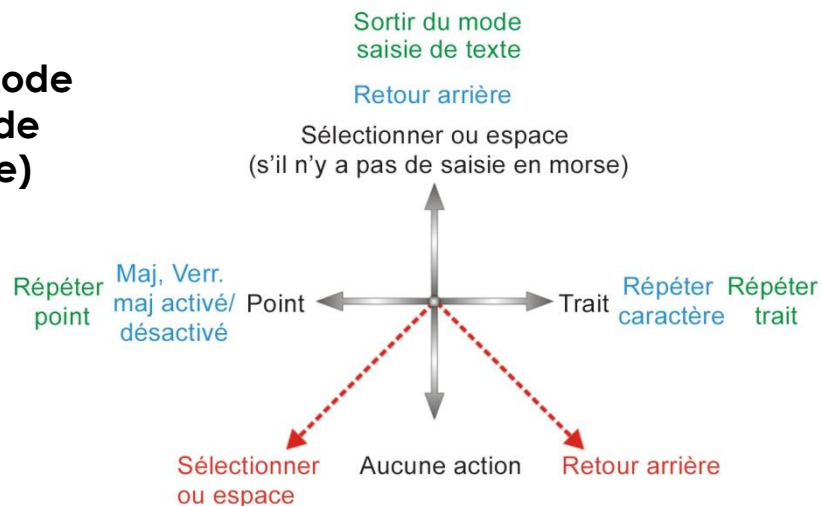 ode
de
e)
Sortir du mode
saisie de texte
Retour arrière
Sélectionner ou espace
(s'il n'y a pas de saisie en morse)
Répéter
point
Maj, Verr.
maj activé/
désactivé
Point
Trait
Répéter
caractère
Répéter
trait
Sélectionner
ou espace
Aucune action
Retour arrière